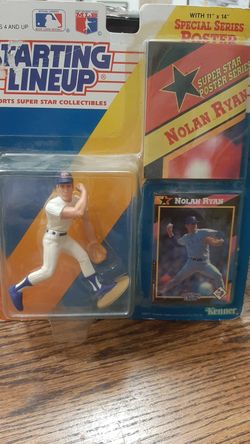 S 4 AND UP
WITH 11" x 14"
SPECIAL SERIES
POSTER
STARTING
LINEUP
SPORTS SUPER STAR COLLECTIBLES
SUPER STAR
POSTER SERIES
NOLAN RYAN
NOLAN RYAN
Kenner